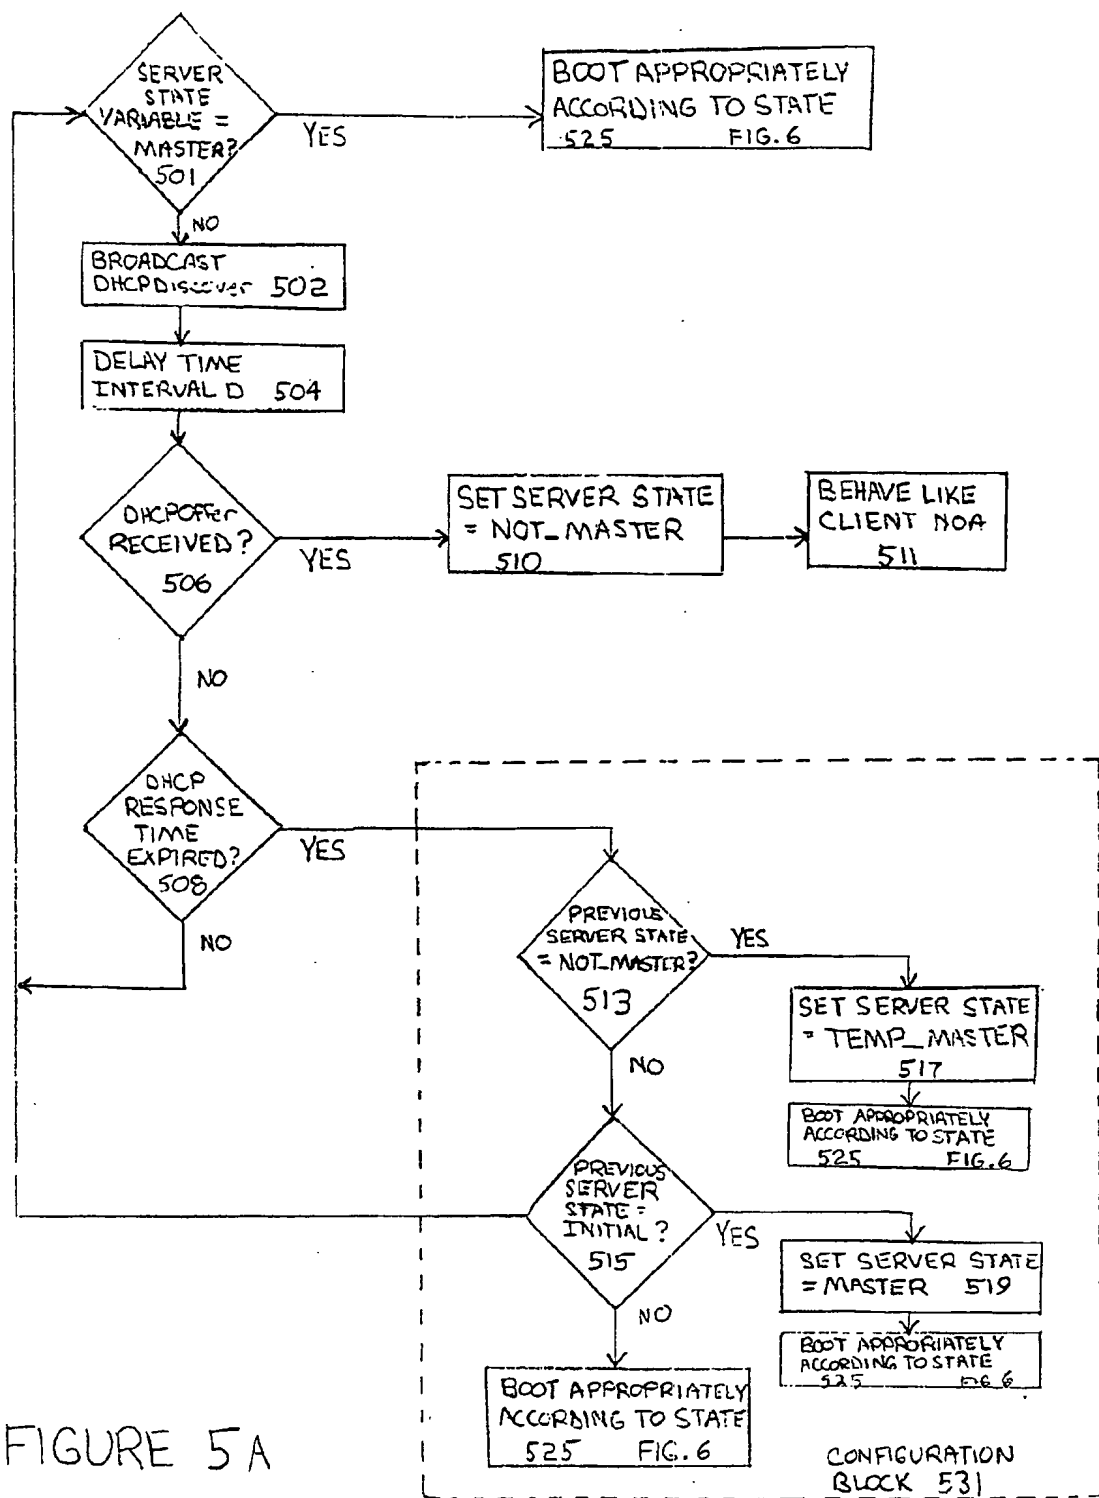 SERVER
STATE
VARIABLE =
MASTER?
501
YES
BOOT APPROPRIATELY
ACCORDING TO STATE
525 FIG. 6
NO
BROADCAST
DHCPDiscover 502
DELAY TIME
INTERVAL D 504
DHCPOffer
RECEIVED?
506
YES
SET SERVER STATE
= NOT_MASTER
510
BEHAVE LIKE
CLIENT NOA
511
NO
DHCP
RESPONSE
TIME
EXPIRED?
508
YES
NO
PREVIOUS
SERVER STATE
= NOT_MASTER?
513
YES
SET SERVER STATE
= TEMP_MASTER
517
BOOT APPROPRIATELY
ACCORDING TO STATE
525 FIG. 6
NO
PREVIOUS
SERVER
STATE =
INITIAL?
515
YES
SET SERVER STATE
= MASTER 519
BOOT APPROPRIATELY
ACCORDING TO STATE
525 FIG 6
NO
BOOT APPROPRIATELY
ACCORDING TO STATE
525 FIG. 6
CONFIGURATION
BLOCK 531
FIGURE 5A